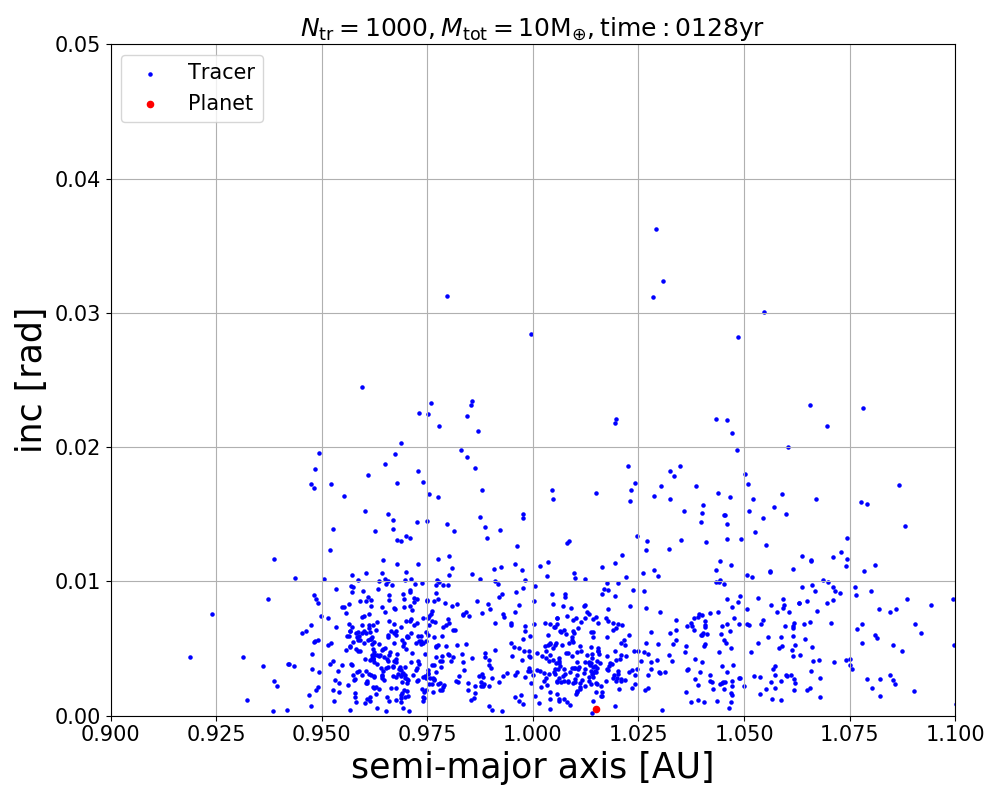 N_tr = 1000, M_tot = 10M_⊕, time : 0128yr
0.05
Tracer
Planet
0.04
0.03
0.02
0.01
0.00
inc [rad]
0.900 0.925 0.950 0.975 1.000 1.025 1.050 1.075 1.100
semi-major axis [AU]